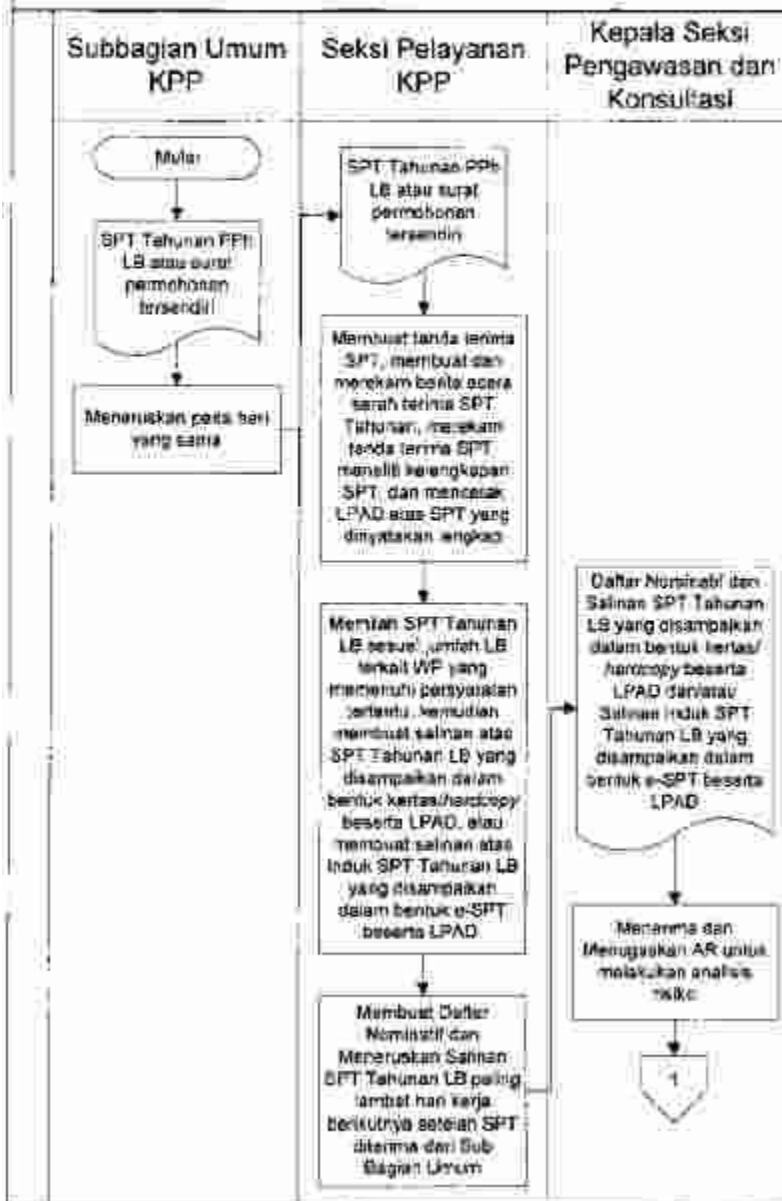 Subbagian Umum
KPP
Seksi Pelayanan
KPP
Kepala Seksi
Pengawasan dan
Konsultasi
Mulai
SPT Tahunan PPh
LB atau surat
permohonan
tersendiri
Meneruskan pada hari
yang sama
SPT Tahunan PPh
LB atau surat
permohonan
tersendiri
Membuat tanda terima
SPT, membuat dan
merekam berita acara
serah terima SPT
Tahunan, merekam
tanda terima SPT,
meneliti kelengkapan
SPT, dan mencetak
LPAD atas SPT yang
dinyatakan lengkap
Memilah SPT Tahunan
LB sesuai jumlah LB
terkait WP yang
memenuhi persyaratan
tertentu, kemudian
membuat salinan atas
SPT Tahunan LB yang
disampaikan dalam
bentuk kertas/hardcopy
beserta LPAD, atau
membuat salinan atas
Induk SPT Tahunan LB
yang disampaikan
dalam bentuk e-SPT
beserta LPAD
Membuat Daftar
Nominatif dan
Meneruskan Salinan
SPT Tahunan LB paling
lambat hari kerja
berikutnya setelah SPT
diterima dari Sub
Bagian Umum
Daftar Nominatif dan
Salinan SPT Tahunan
LB yang disampaikan
dalam bentuk kertas/
hardcopy beserta
LPAD dan/atau
Salinan Induk SPT
Tahunan LB yang
disampaikan dalam
bentuk e-SPT beserta
LPAD
Menerima dan
Menugaskan AR untuk
melakukan analisis
risiko
1